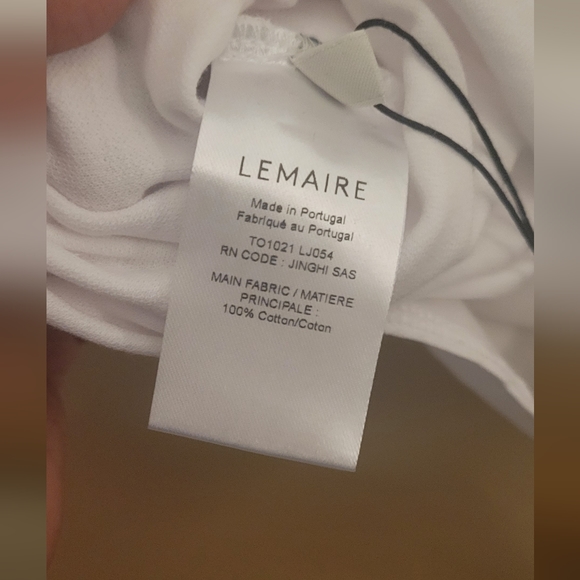 LEMAIRE
Made in Portugal
Fabriqué au Portugal
TO1021 LJ054
RN CODE : JINGHI SAS
MAIN FABRIC / MATIERE
PRINCIPALE :
100% Cotton/Coton